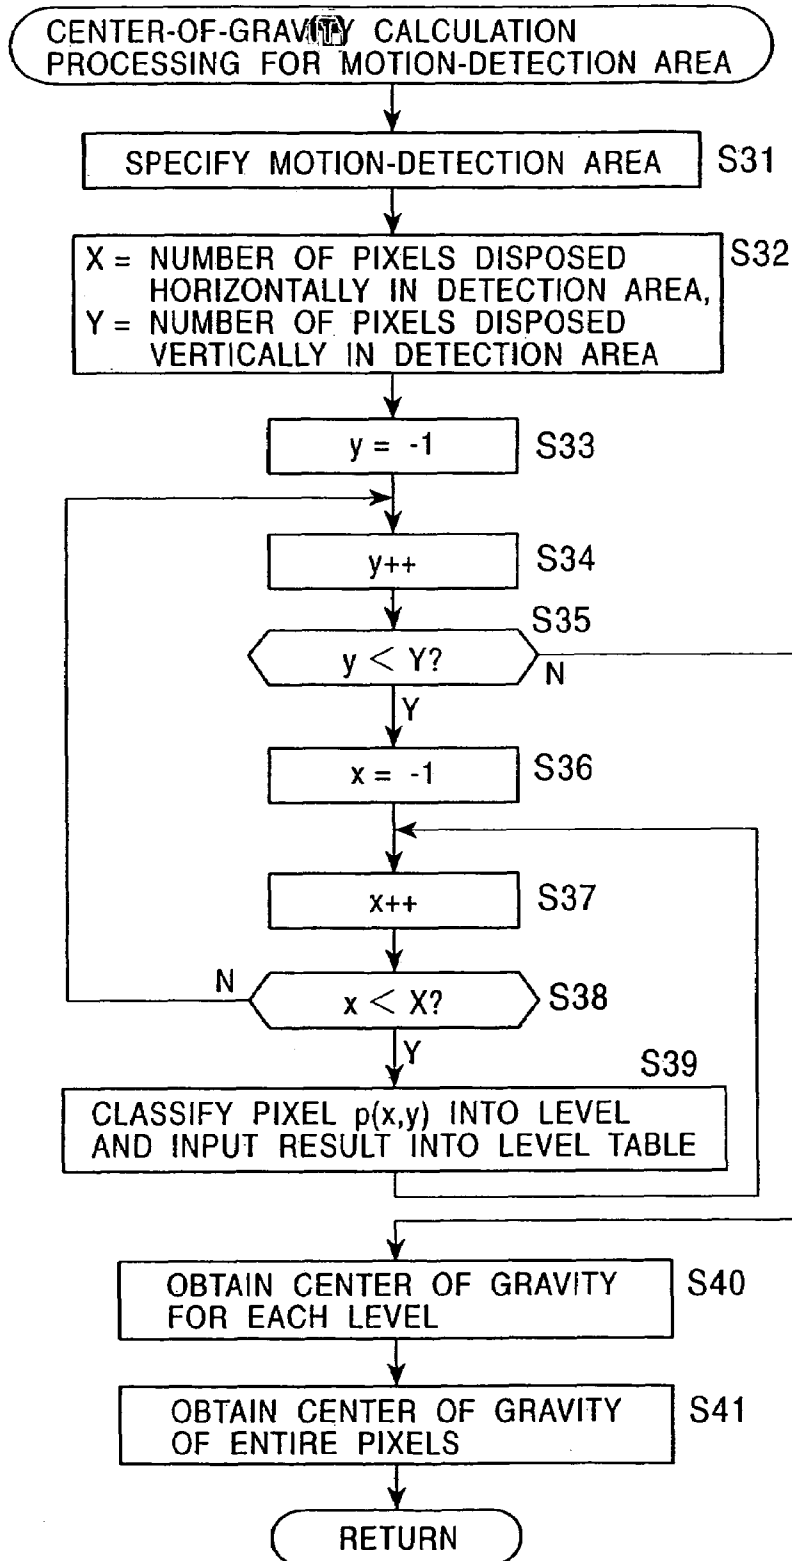 CENTER-OF-GRAVITY CALCULATION
PROCESSING FOR MOTION-DETECTION AREA
SPECIFY MOTION-DETECTION AREA
S31
X = NUMBER OF PIXELS DISPOSED
HORIZONTALLY IN DETECTION AREA,
Y = NUMBER OF PIXELS DISPOSED
VERTICALLY IN DETECTION AREA
S32
y = -1
S33
y++
S34
S35
y < Y?
N
Y
x = -1
S36
x++
S37
N
x < X?
S38
Y
S39
CLASSIFY PIXEL p(x,y) INTO LEVEL
AND INPUT RESULT INTO LEVEL TABLE
OBTAIN CENTER OF GRAVITY
FOR EACH LEVEL
S40
OBTAIN CENTER OF GRAVITY
OF ENTIRE PIXELS
S41
RETURN